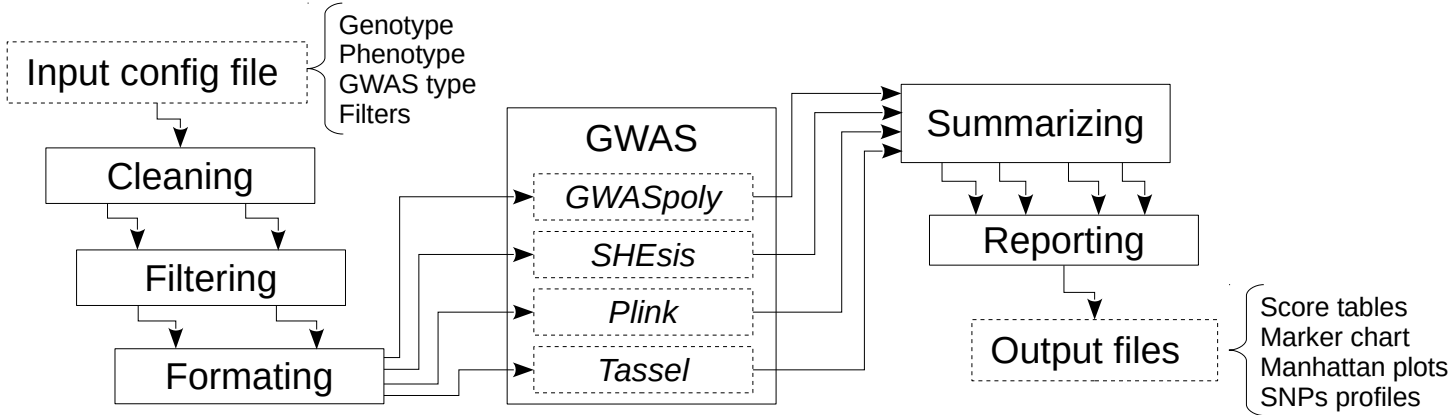 Input config file
Genotype
Phenotype
GWAS type
Filters
Cleaning
Filtering
Formating
GWAS
GWASpoly
SHEsis
Plink
Tassel
Summarizing
Reporting
Output files
Score tables
Marker chart
Manhattan plots
SNPs profiles